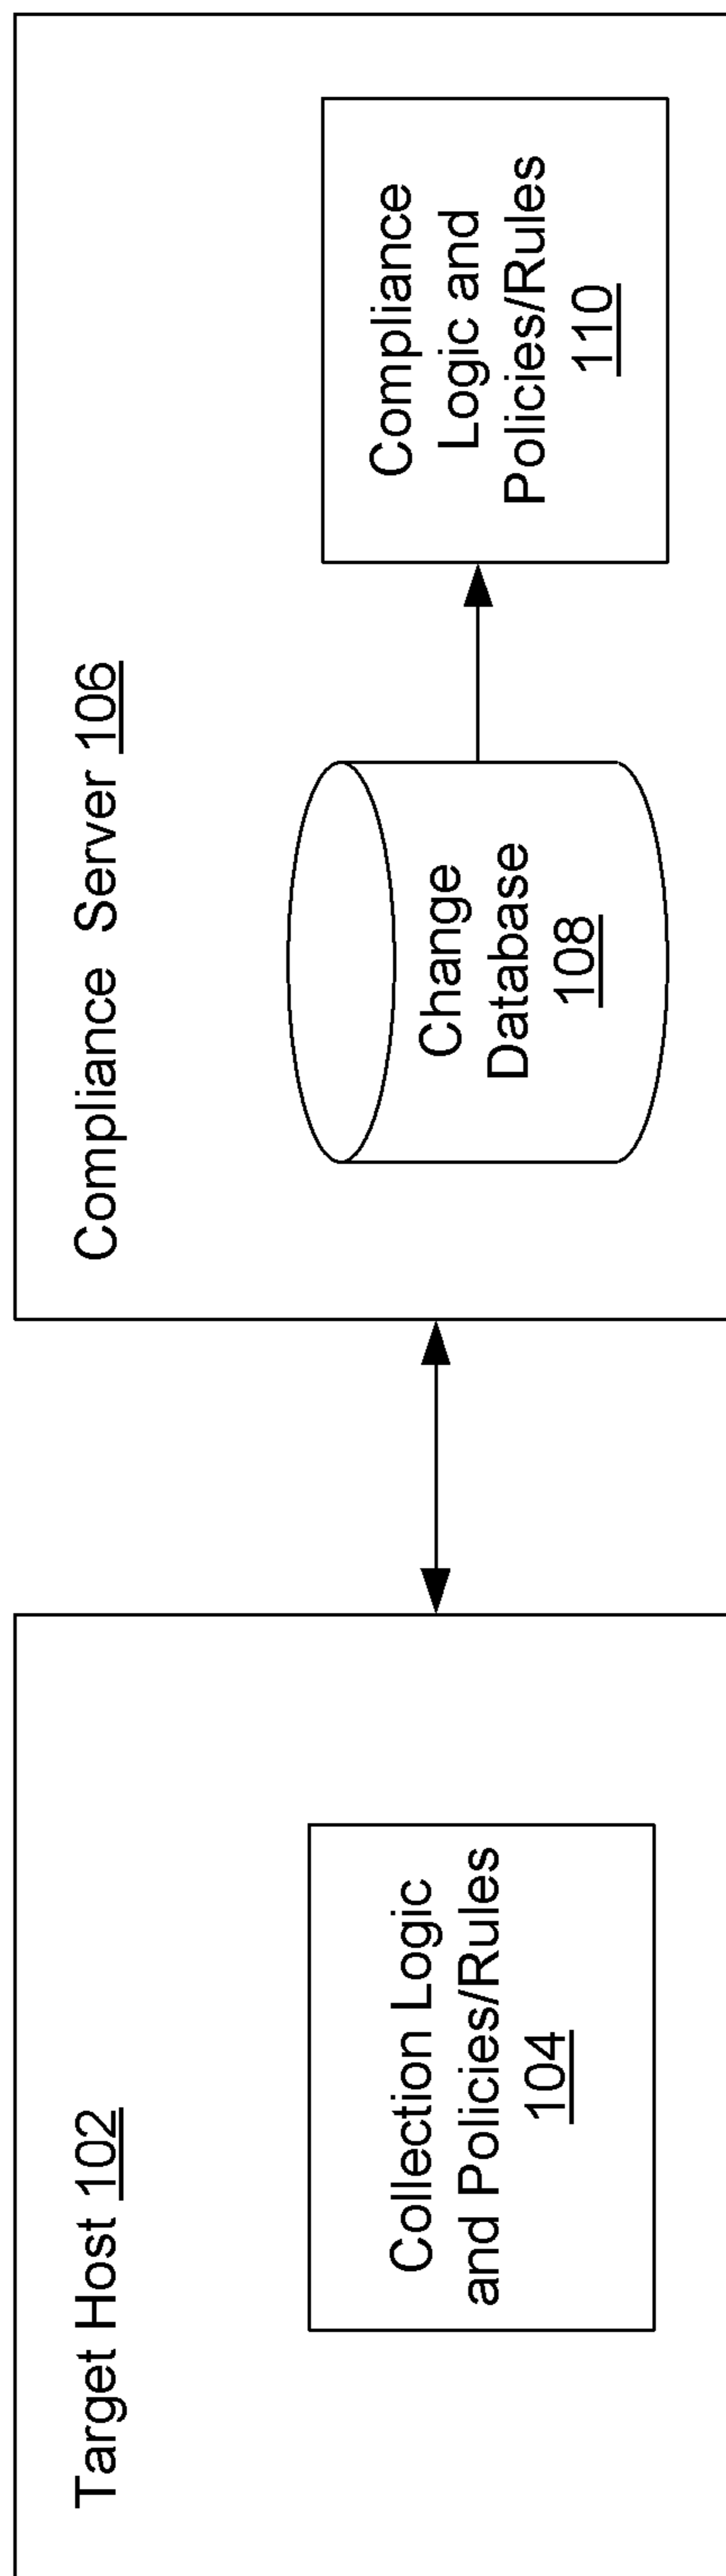 Target Host 102
Collection Logic
and Policies/Rules
104
Compliance Server 106
Change
Database
108
Compliance
Logic and
Policies/Rules
110